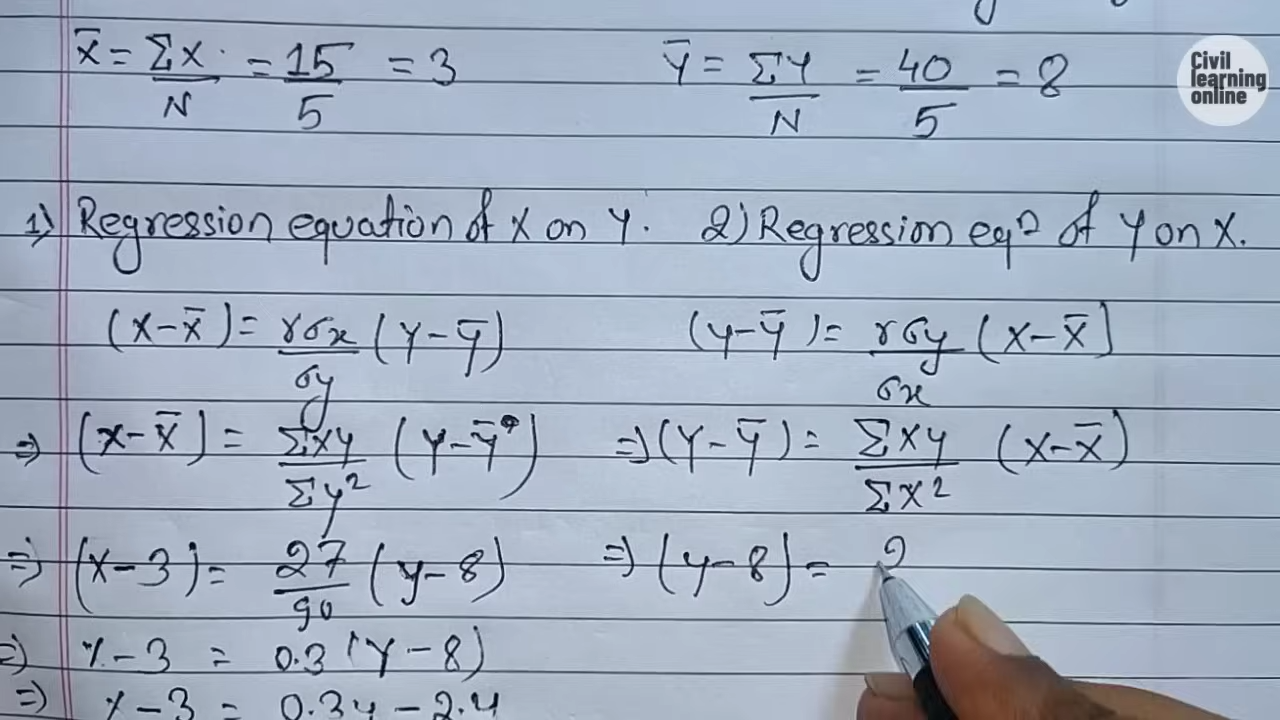 X̄ = ΣX/N = 15/5 = 3    Ȳ = ΣY/N = 40/5 = 8
Civil learning online
1) Regression equation of X on Y.    2) Regression eqⁿ of Y on X.
(X-X̄) = rσx/σy (Y-Ȳ)    (Y-Ȳ) = rσy/σx (X-X̄)
⇒ (X-X̄) = ΣXy/Σy² (Y-Ȳ)    ⇒ (Y-Ȳ) = ΣXy/ΣX² (X-X̄)
⇒ (X-3) = 27/90 (y-8)    ⇒ (y-8) = 2
⇒ X-3 = 0.3 (Y-8)
⇒ X-3 = 0.3y - 2.4